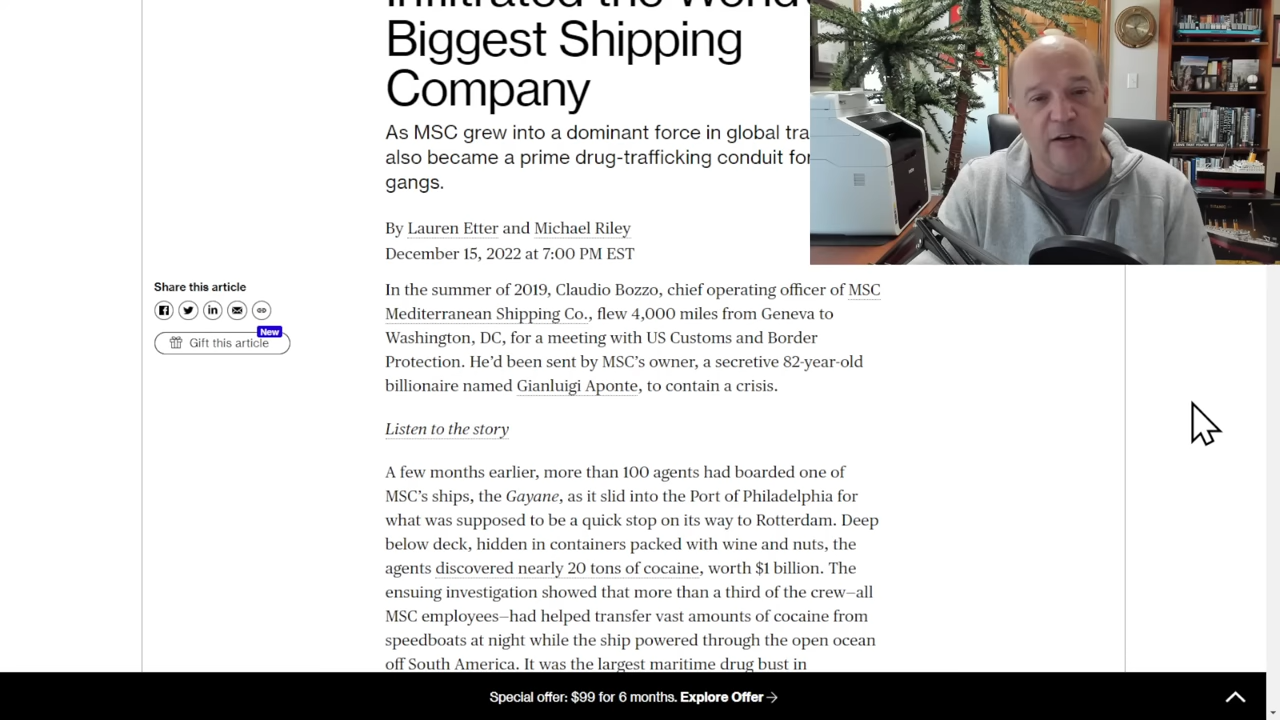 Biggest Shipping
Company
As MSC grew into a dominant force in global tra
also became a prime drug-trafficking conduit for
gangs.
By Lauren Etter and Michael Riley
December 15, 2022 at 7:00 PM EST
Share this article
New
Gift this article
In the summer of 2019, Claudio Bozzo, chief operating officer of MSC
Mediterranean Shipping Co., flew 4,000 miles from Geneva to
Washington, DC, for a meeting with US Customs and Border
Protection. He’d been sent by MSC’s owner, a secretive 82-year-old
billionaire named Gianluigi Aponte, to contain a crisis.
Listen to the story
A few months earlier, more than 100 agents had boarded one of
MSC’s ships, the Gayane, as it slid into the Port of Philadelphia for
what was supposed to be a quick stop on its way to Rotterdam. Deep
below deck, hidden in containers packed with wine and nuts, the
agents discovered nearly 20 tons of cocaine, worth $1 billion. The
ensuing investigation showed that more than a third of the crew—all
MSC employees—had helped transfer vast amounts of cocaine from
speedboats at night while the ship powered through the open ocean
off South America. It was the largest maritime drug bust in
Special offer: $99 for 6 months. Explore Offer